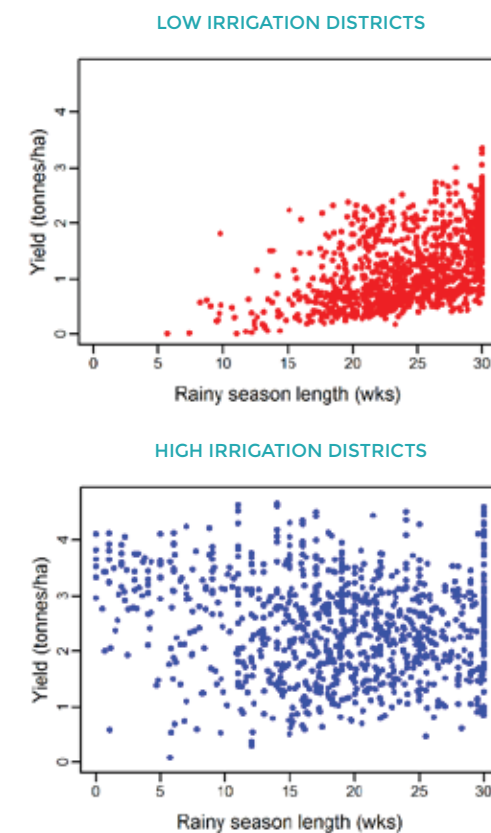 LOW IRRIGATION DISTRICTS
Yield (tonnes/ha)
4
3
2
1
0
0 5 10 15 20 25 30
Rainy season length (wks)
HIGH IRRIGATION DISTRICTS
Yield (tonnes/ha)
4
3
2
1
0
0 5 10 15 20 25 30
Rainy season length (wks)